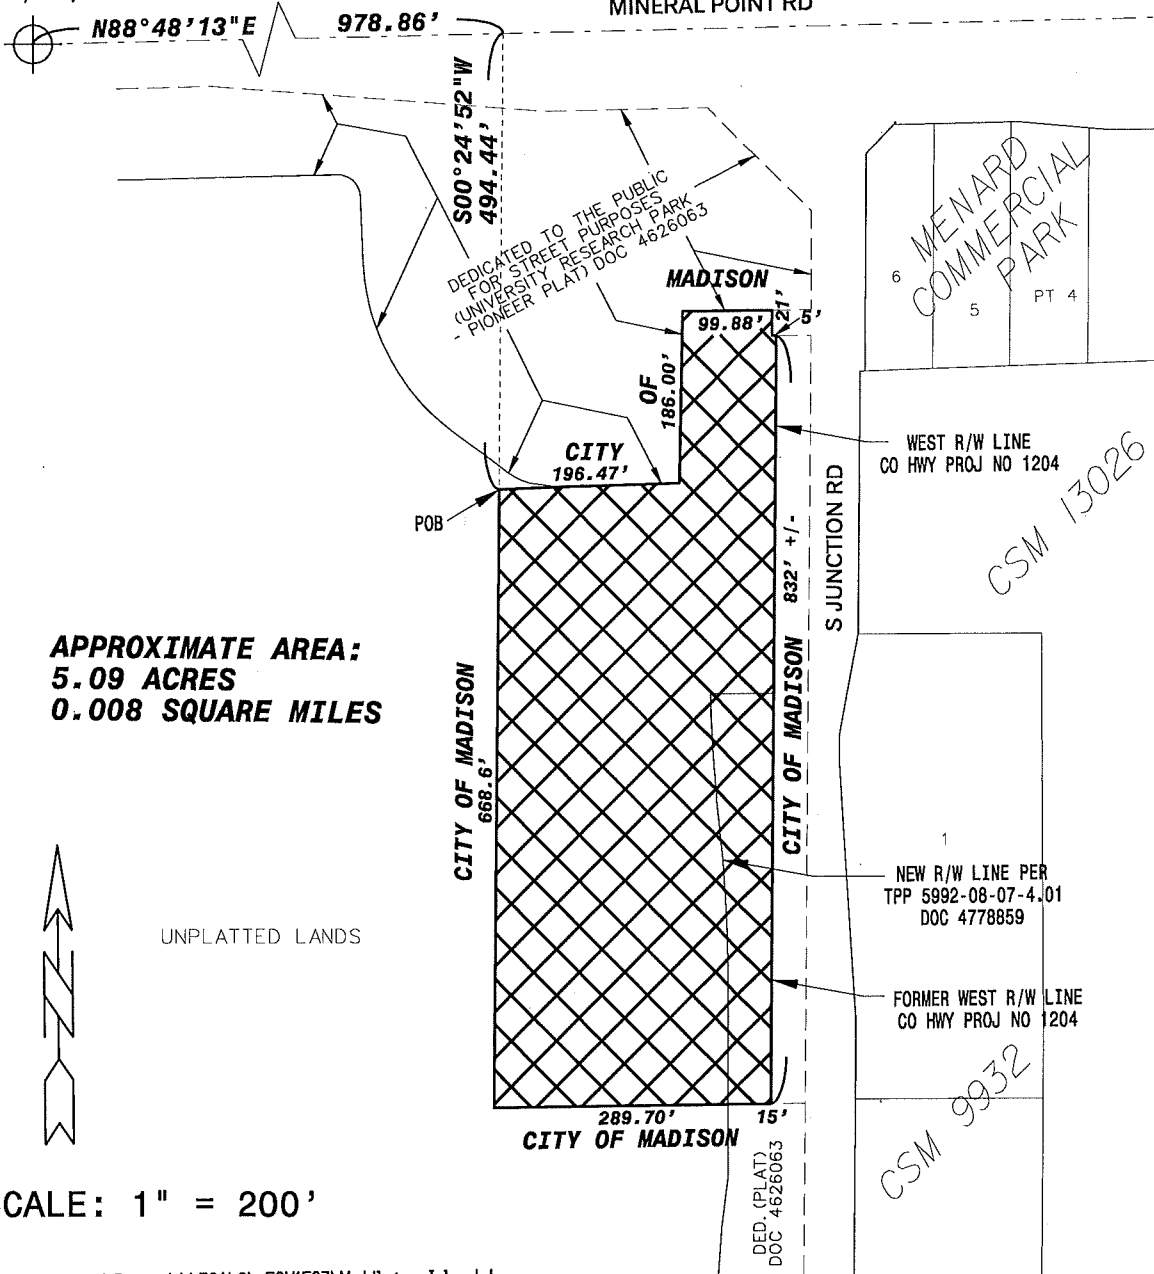 N88°48'13"E
978.86'
MINERAL POINT RD
S00°24'52"W
494.44'
DEDICATED TO THE PUBLIC
FOR STREET PURPOSES
(UNIVERSITY RESEARCH PARK
- PIONEER PLAT) DOC 4626063
MENARD
COMMERCIAL
PARK
6
5
PT 4
MADISON
99.88'
21'
5'
OF
186.00'
CITY
196.47'
POB
WEST R/W LINE
CO HWY PROJ NO 1204
CSM 13026
S JUNCTION RD
832' +/-
CITY OF MADISON
APPROXIMATE AREA:
5.09 ACRES
0.008 SQUARE MILES
CITY OF MADISON
668.6'
1
NEW R/W LINE PER
TPP 5992-08-07-4.01
DOC 4778859
UNPLATTED LANDS
FORMER WEST R/W LINE
CO HWY PROJ NO 1204
CSM 9932
289.70'
15'
CITY OF MADISON
DED. (PLAT)
DOC 4626063
CALE: 1" = 200'